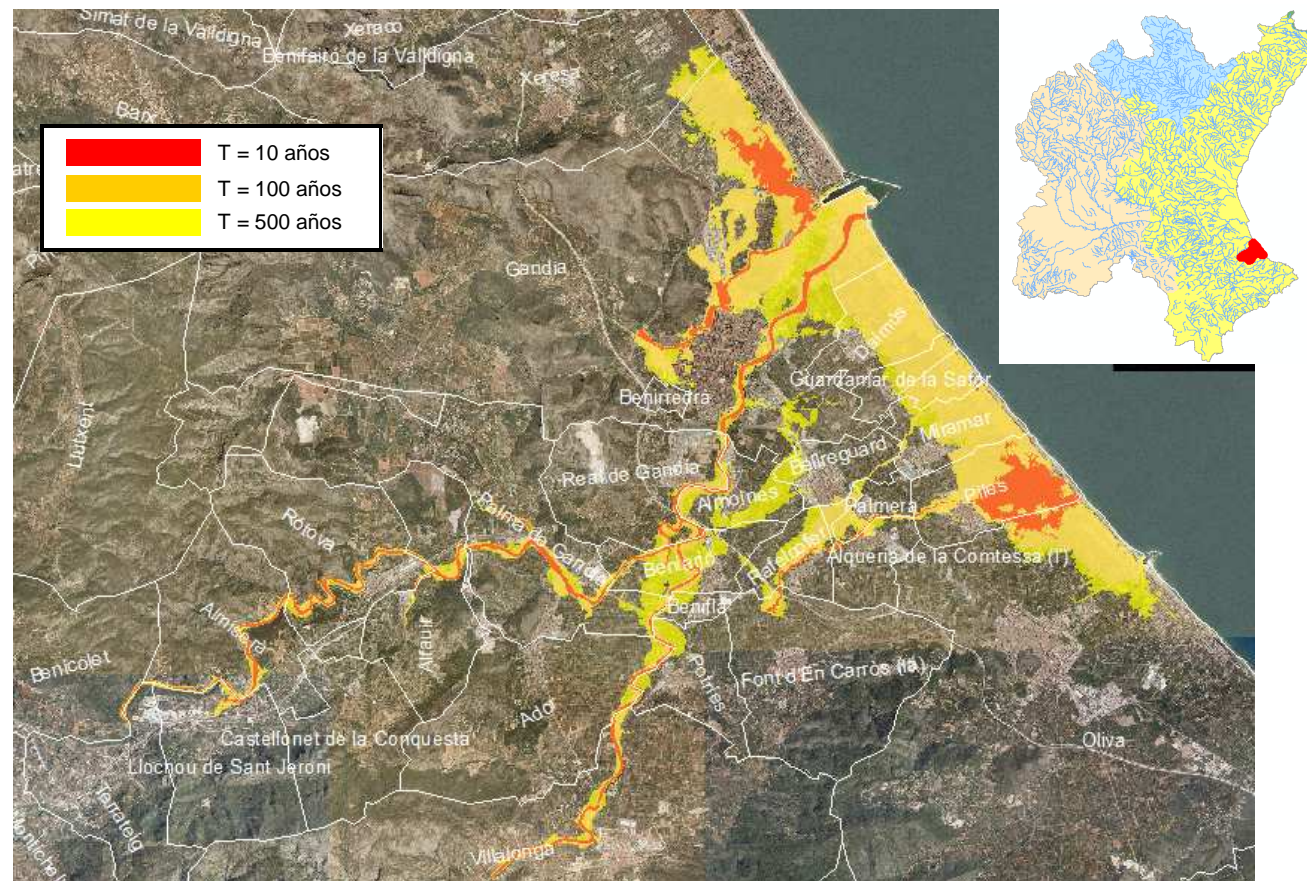 Simat de la Valldigna
Xeraco
Benifairó de la Valldigna
Xeresa
Barx
T = 10 años
T = 100 años
T = 500 años
Gandia
Daimús
Guardamar de la Safor
Benirredrà
Miramar
Llutxent
Bellreguard
Real de Gandia
Almoines
Piles
Palmera
Rótova
Palma de Gandia
Rafelcofer
Alqueria de la Comtessa (l')
Beniarjó
Almiserà
Beniflà
Alfauir
Benicolet
Potries
Font d'En Carròs (la)
Ador
Castellonet de la Conquesta
Oliva
Llocnou de Sant Jeroni
Terrateig
Villalonga